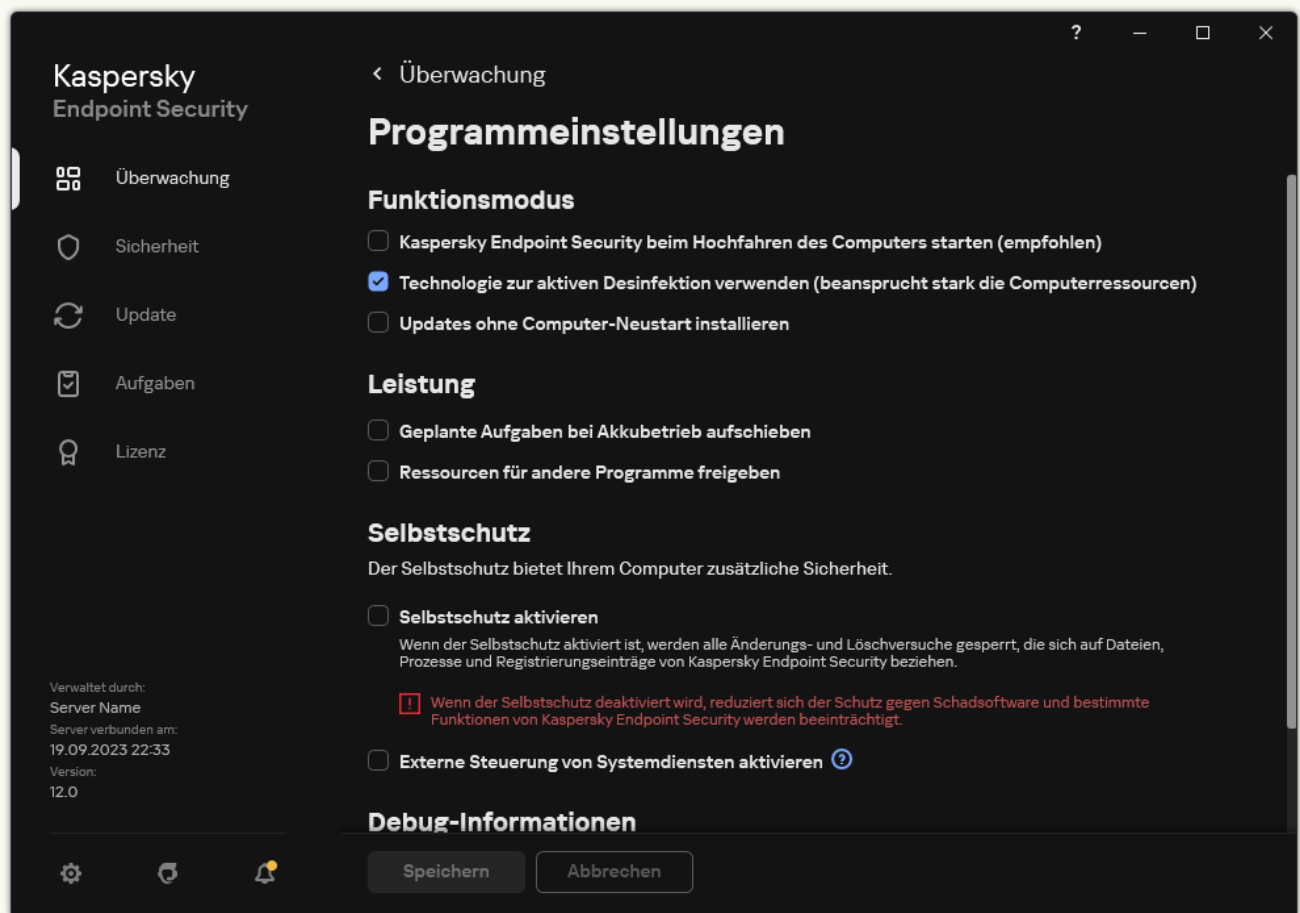 ?
Kaspersky
Endpoint Security
Überwachung
Sicherheit
Update
Aufgaben
Lizenz
Verwaltet durch:
Server Name
Server verbunden am:
19.09.2023 22:33
Version:
12.0
Überwachung
Programmeinstellungen
Funktionsmodus
Kaspersky Endpoint Security beim Hochfahren des Computers starten (empfohlen)
Technologie zur aktiven Desinfektion verwenden (beansprucht stark die Computerressourcen)
Updates ohne Computer-Neustart installieren
Leistung
Geplante Aufgaben bei Akkubetrieb aufschieben
Ressourcen für andere Programme freigeben
Selbstschutz
Der Selbstschutz bietet Ihrem Computer zusätzliche Sicherheit.
Selbstschutz aktivieren
Wenn der Selbstschutz aktiviert ist, werden alle Änderungs- und Löschversuche gesperrt, die sich auf Dateien,
Prozesse und Registrierungseinträge von Kaspersky Endpoint Security beziehen.
! Wenn der Selbstschutz deaktiviert wird, reduziert sich der Schutz gegen Schadsoftware und bestimmte
Funktionen von Kaspersky Endpoint Security werden beeinträchtigt.
Externe Steuerung von Systemdiensten aktivieren ?
Debug-Informationen
Speichern
Abbrechen